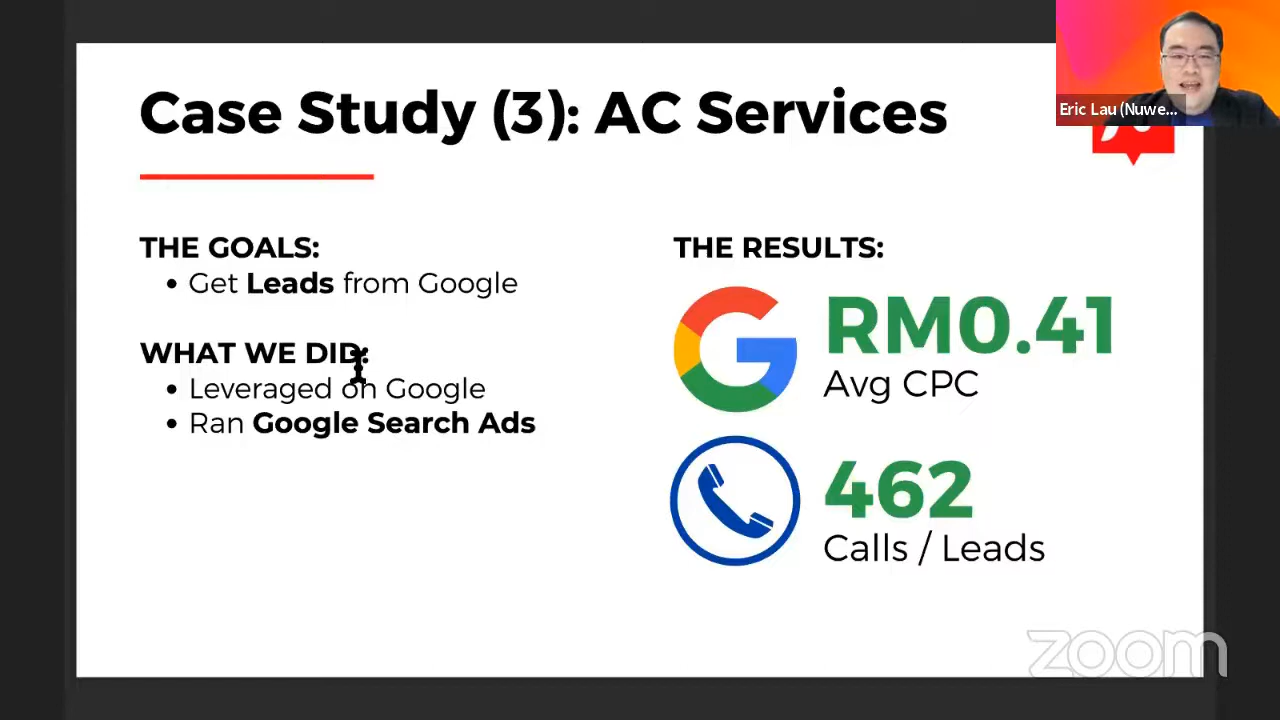 Case Study (3): AC Services
Eric Lau (Nuwe...
THE GOALS:
• Get Leads from Google
WHAT WE DID:
• Leveraged on Google
• Ran Google Search Ads
THE RESULTS:
RM0.41
Avg CPC
462
Calls / Leads
zoom